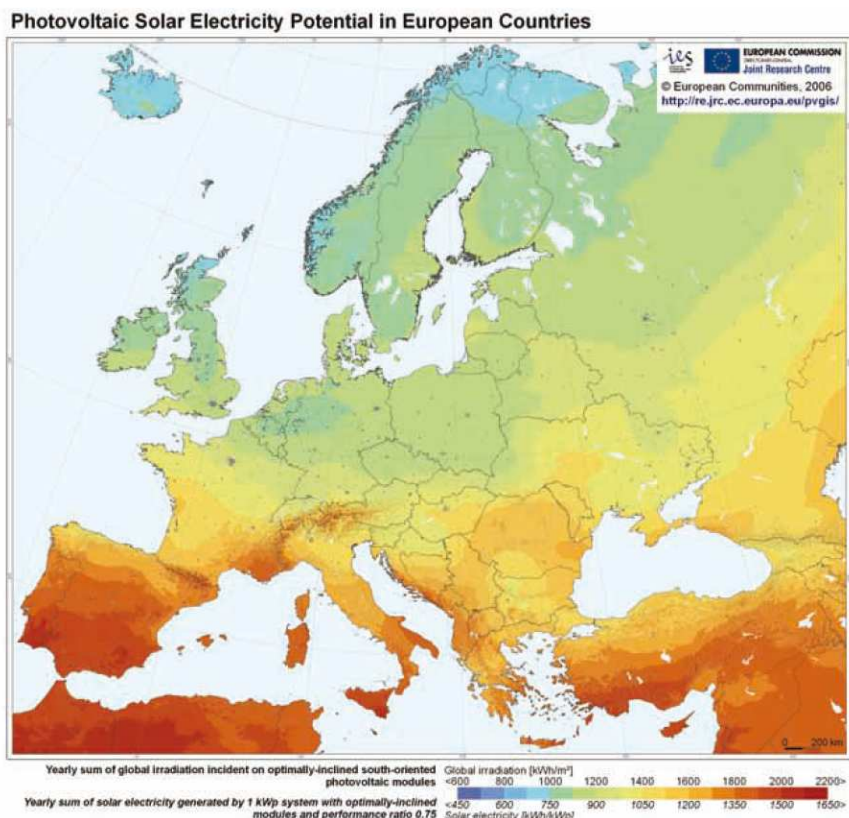 Photovoltaic Solar Electricity Potential in European Countries
ies
EUROPEAN COMMISSION
DIRECTORATE-GENERAL
Joint Research Centre
© European Communities, 2006
http://re.jrc.ec.europa.eu/pvgis/
0 200 km
Yearly sum of global irradiation incident on optimally-inclined south-oriented
photovoltaic modules
Global irradiation [kWh/m²]
<600 800 1000 1200 1400 1600 1800 2000 2200>
Yearly sum of solar electricity generated by 1 kWp system with optimally-inclined
modules and performance ratio 0.75
<450 600 750 900 1050 1200 1350 1500 1650>
Solar electricity [kWh/kWp]